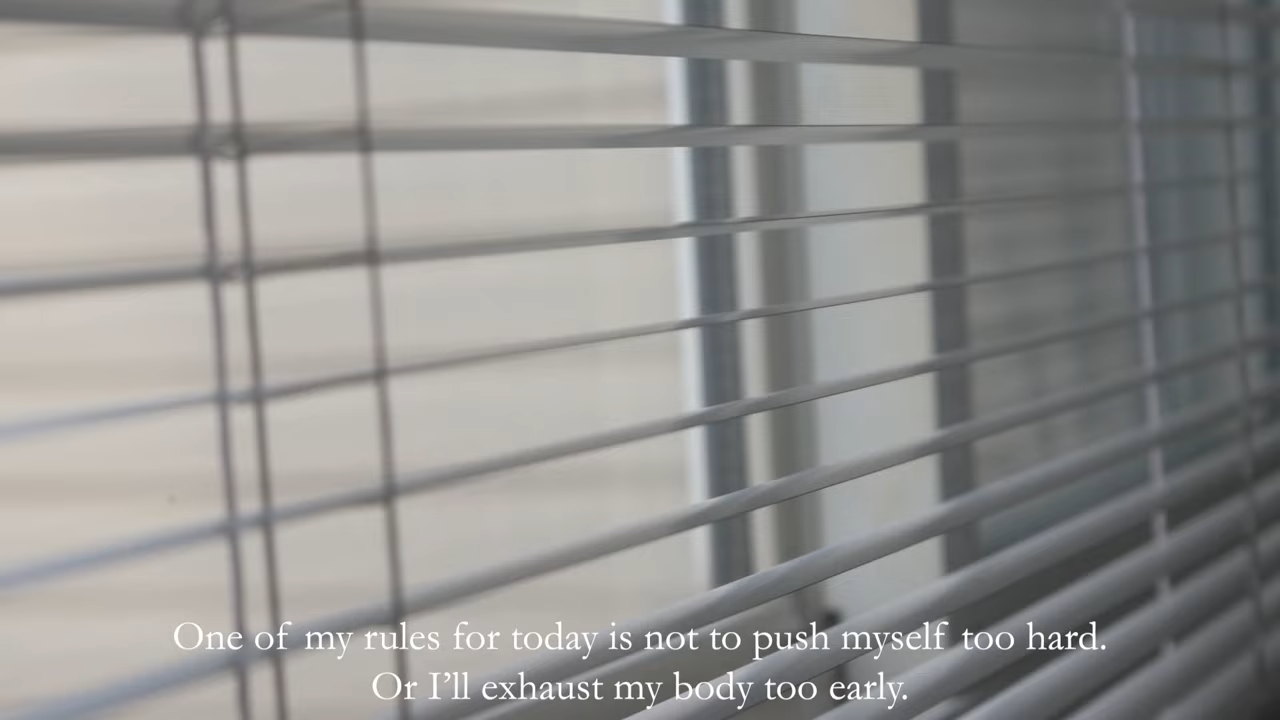 One of my rules for today is not to push myself too hard.
Or I'll exhaust my body too early.